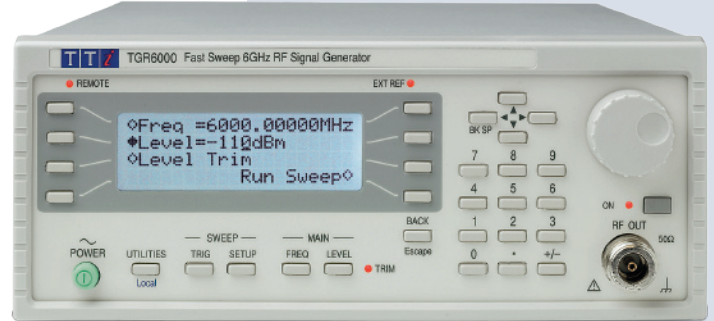 TTi TGR6000 Fast Sweep 6GHz RF Signal Generator
REMOTE
EXT REF
◇Freq =6000.00000MHz
◆Level=-110dBm
◇Level Trim
Run Sweep◇
BK SP
7 8 9
4 5 6
1 2 3
0 . +/−
BACK
Escape
ON
RF OUT
50Ω
POWER
UTILITIES
Local
SWEEP
TRIG SETUP
MAIN
FREQ LEVEL
TRIM